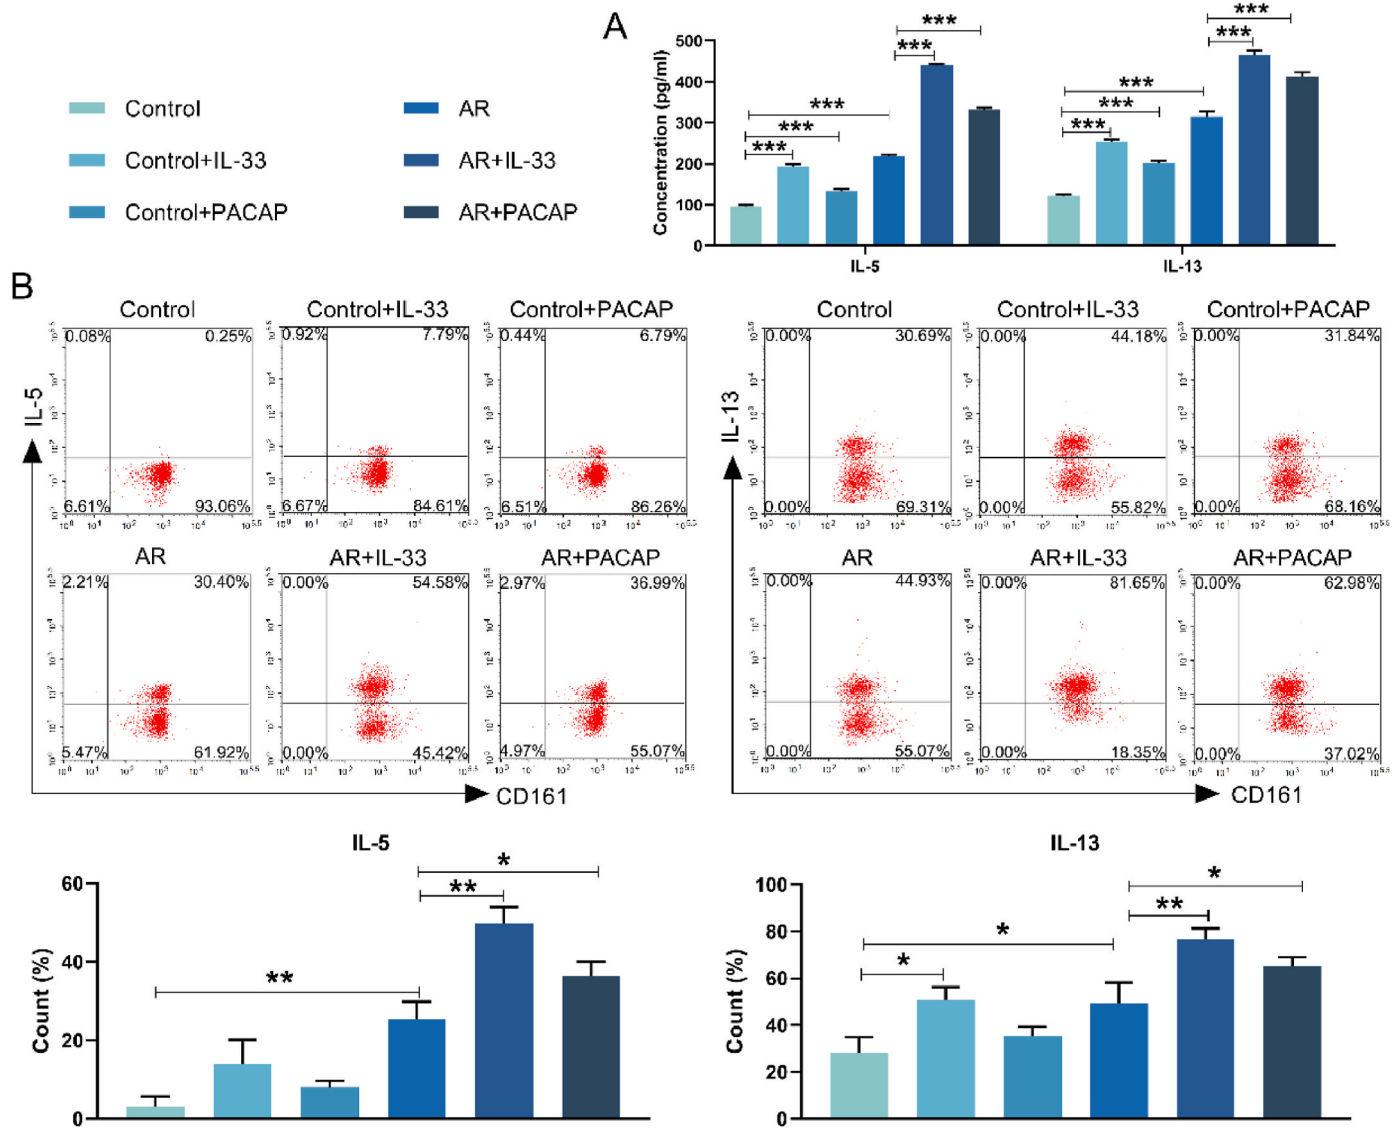 A
Control
AR
Control+IL-33
AR+IL-33
Control+PACAP
AR+PACAP
Concentration (pg/ml)
500
400
300
200
100
0
*** *** *** *** ***
*** *** *** *** ***
IL-5 IL-13
B
IL-5
Control Control+IL-33 Control+PACAP
0.08% 0.25% 0.92% 7.79% 0.44% 6.79%
6.61% 93.06% 6.67% 84.61% 6.51% 86.26%
AR AR+IL-33 AR+PACAP
2.21% 30.40% 0.00% 54.58% 2.97% 36.99%
5.47% 61.92% 0.00% 45.42% 4.97% 55.07%
CD161
IL-13
Control Control+IL-33 Control+PACAP
0.00% 30.69% 0.00% 44.18% 0.00% 31.84%
0.00% 69.31% 0.00% 55.82% 0.00% 68.16%
AR AR+IL-33 AR+PACAP
0.00% 44.93% 0.00% 81.65% 0.00% 62.98%
0.00% 55.07% 0.00% 18.35% 0.00% 37.02%
CD161
IL-5
Count (%)
60
40
20
0
** ** *
IL-13
Count (%)
100
80
60
40
20
0
* * ** *